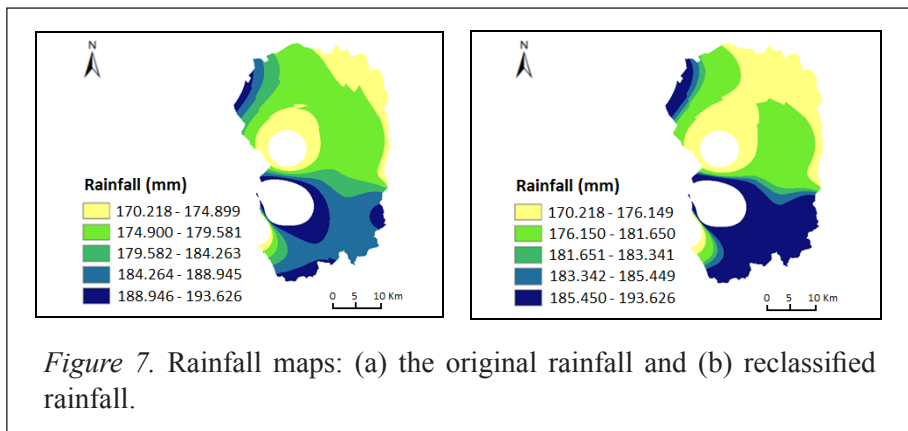 N
Rainfall (mm)
170.218 - 174.899
174.900 - 179.581
179.582 - 184.263
184.264 - 188.945
188.946 - 193.626
0 5 10 Km
N
Rainfall (mm)
170.218 - 176.149
176.150 - 181.650
181.651 - 183.341
183.342 - 185.449
185.450 - 193.626
0 5 10 Km
Figure 7. Rainfall maps: (a) the original rainfall and (b) reclassified
rainfall.